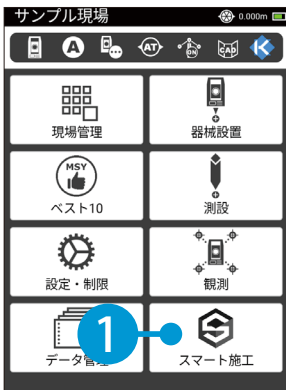 サンプル現場 0.000m
A AT ON CAD
現場管理 器械設置
MSY
ベスト10 測設
設定・制限 観測
データ管理 1 スマート施工